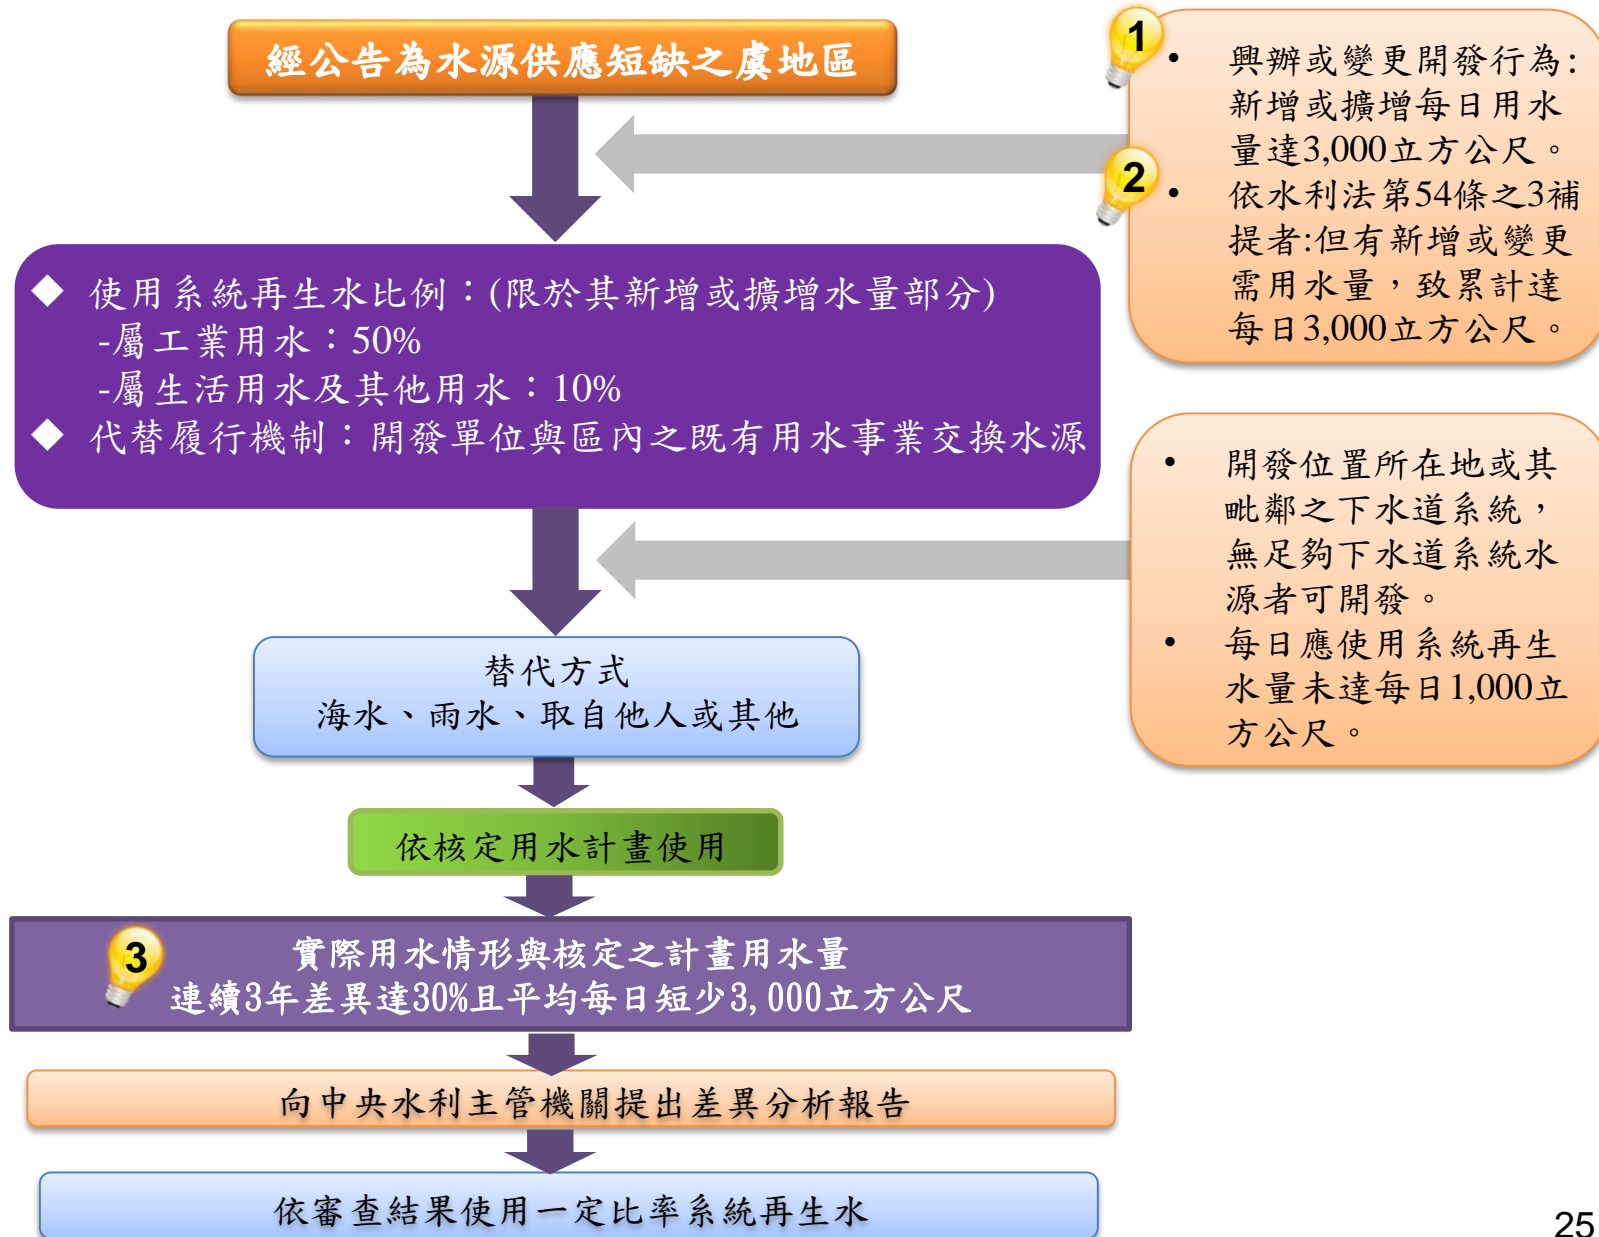 經公告為水源供應短缺之虞地區
1
• 興辦或變更開發行為:
新增或擴增每日用水
量達3,000立方公尺。
2
• 依水利法第54條之3補
提者:但有新增或變更
需用水量，致累計達
每日3,000立方公尺。
◆ 使用系統再生水比例：(限於其新增或擴增水量部分)
-屬工業用水：50%
-屬生活用水及其他用水：10%
◆ 代替履行機制：開發單位與區內之既有用水事業交換水源
• 開發位置所在地或其
毗鄰之下水道系統，
無足夠下水道系統水
源者可開發。
• 每日應使用系統再生
水量未達每日1,000立
方公尺。
替代方式
海水、雨水、取自他人或其他
依核定用水計畫使用
3
實際用水情形與核定之計畫用水量
連續3年差異達30%且平均每日短少3,000立方公尺
向中央水利主管機關提出差異分析報告
依審查結果使用一定比率系統再生水
25